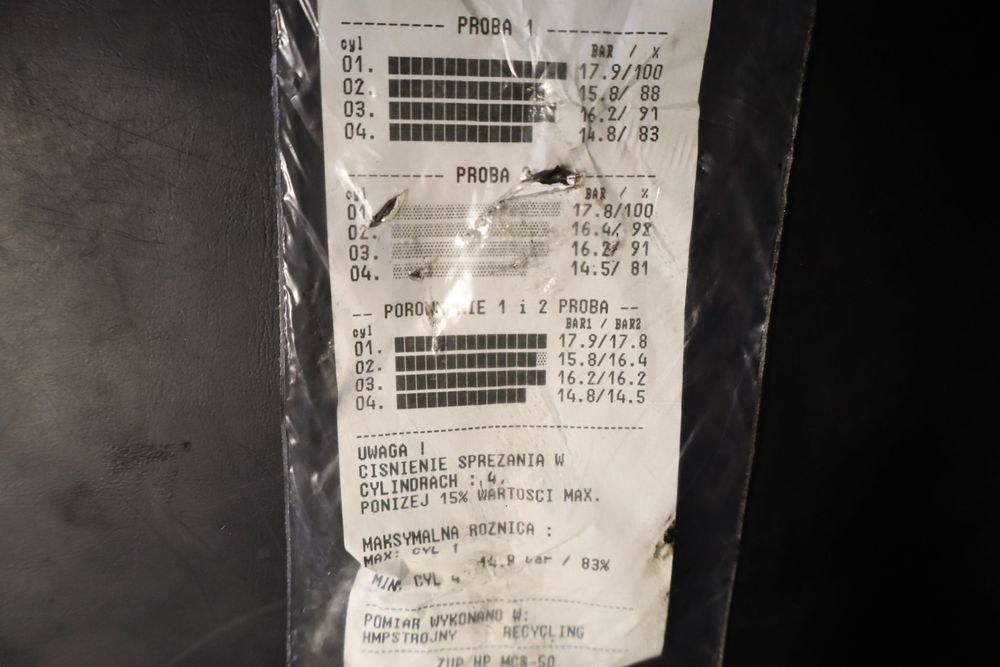 ---------- PROBA 1 ----------
cyl BAR / %
01. 17.9/100
02. 15.8/ 88
03. 16.2/ 91
04. 14.8/ 83
---------- PROBA ----------
cyl BAR / %
01. 17.8/100
02. 16.4/ 92
03. 16.2/ 91
04. 14.5/ 81
-- 1 i 2 PROBA --
cyl BAR1 / BAR2
01. 17.9/17.8
02. 15.8/16.4
03. 16.2/16.2
04. 14.8/14.5
UWAGA !
CISNIENIE SPREZANIA W
CYLINDRACH : 4,
PONIZEJ 15% WARTOSCI MAX.
MAKSYMALNA ROZNICA :
MAX: CYL 1
MIN. CYL 4 14.8 bar / 83%
POMIAR WYKONANO W:
HMPSTROJNY RECYCLING
ZUP HP MCS-50